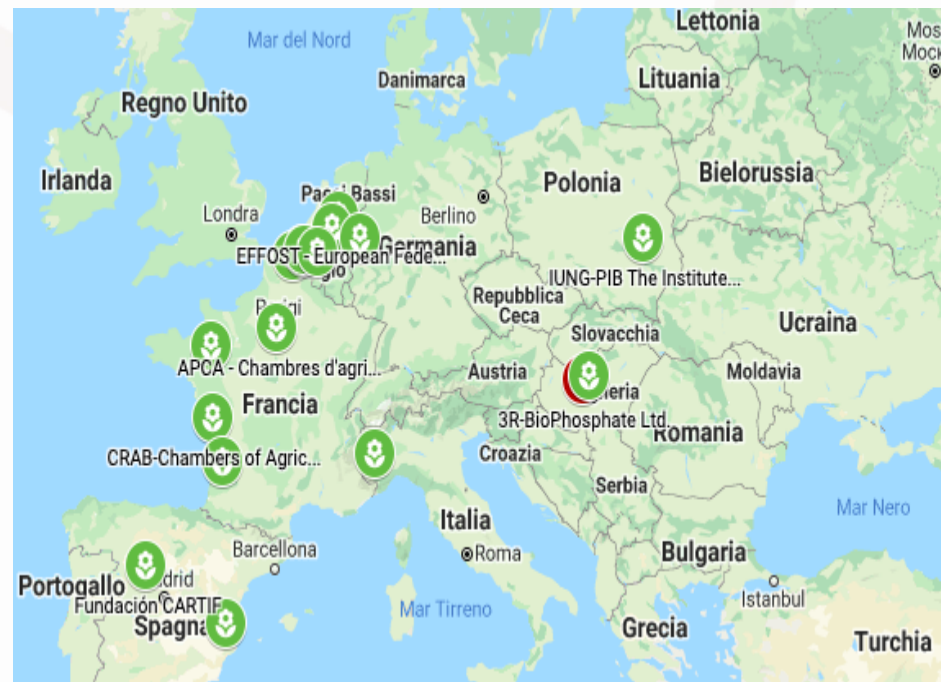 Lettonia
Mar del Nord
Danimarca
Lituania
Regno Unito
Bielorussia
Polonia
Irlanda
Londra
Berlino
Germania
EFFOST - European Fede...
IUNG-PIB The Institute...
Repubblica
Ceca
Slovacchia
Ucraina
Moldavia
Austria
APCA - Chambres d'agri...
Francia
3R-BioPhosphate Ltd.
Romania
CRAB-Chambers of Agric...
Croazia
Serbia
Mar Nero
Italia
Barcellona
Roma
Bulgaria
Portogallo
Fundación CARTIF
Istanbul
Mar Tirreno
Grecia
Turchia